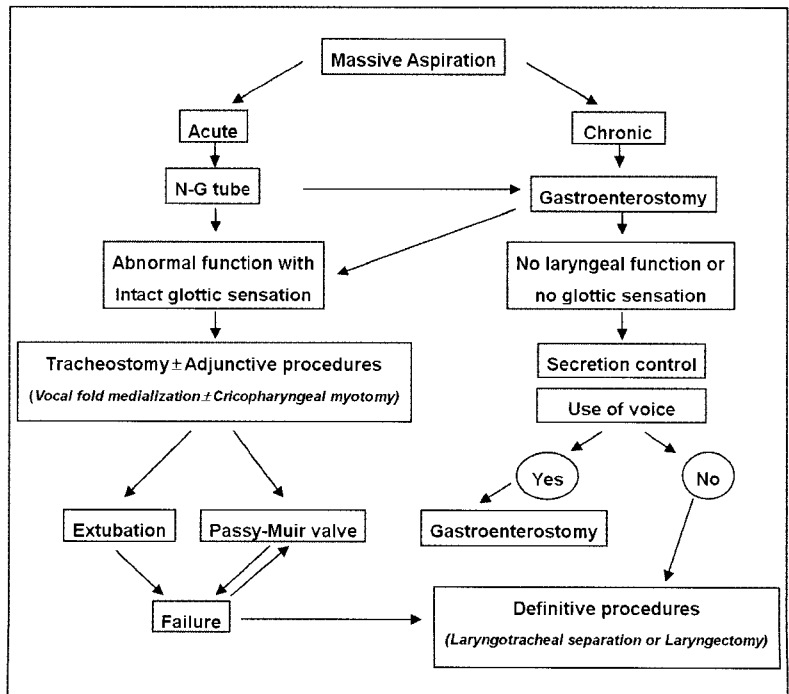 Massive Aspiration
Acute
Chronic
N-G tube
Gastroenterostomy
Abnormal function with
Intact glottic sensation
No laryngeal function or
no glottic sensation
Tracheostomy ± Adjunctive procedures
(Vocal fold medialization ± Cricopharyngeal myotomy)
Secretion control
Use of voice
Yes
No
Extubation
Passy-Muir valve
Gastroenterostomy
Failure
Definitive procedures
(Laryngotracheal separation or Laryngectomy)